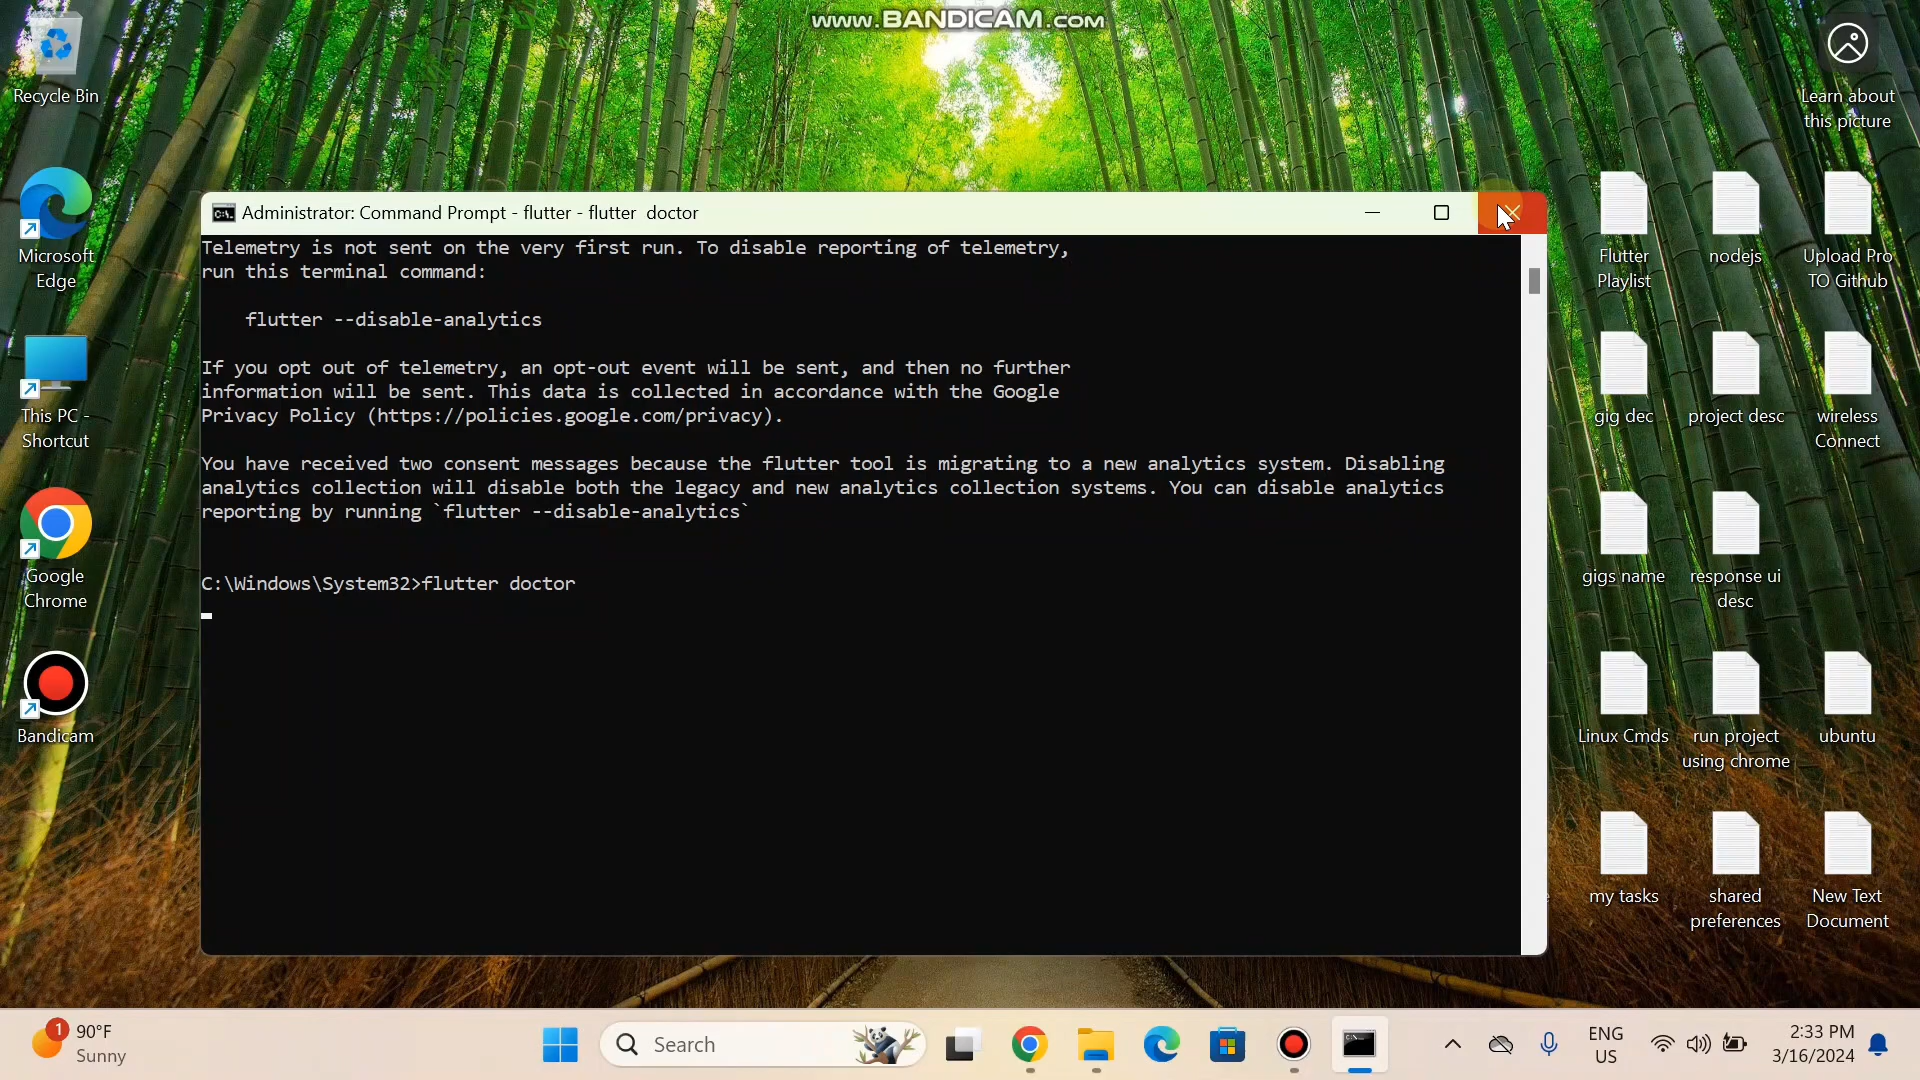 www.BANDICAM.com
Recycle Bin
Microsoft
Edge
This PC -
Shortcut
Google
Chrome
Bandicam
Administrator: Command Prompt - flutter - flutter  doctor
Telemetry is not sent on the very first run. To disable reporting of telemetry,
run this terminal command:
flutter --disable-analytics
If you opt out of telemetry, an opt-out event will be sent, and then no further
information will be sent. This data is collected in accordance with the Google
Privacy Policy (https://policies.google.com/privacy).
You have received two consent messages because the flutter tool is migrating to a new analytics system. Disabling
analytics collection will disable both the legacy and new analytics collection systems. You can disable analytics
reporting by running `flutter --disable-analytics`
C:\Windows\System32>flutter doctor
Learn about
this picture
Flutter
Playlist
nodejs
Upload Pro
TO Github
gig dec
project desc
wireless
Connect
gigs name
response ui
desc
Linux Cmds
run project
using chrome
ubuntu
my tasks
shared
preferences
New Text
Document
1
90°F
Sunny
Search
ENG
US
2:33 PM
3/16/2024